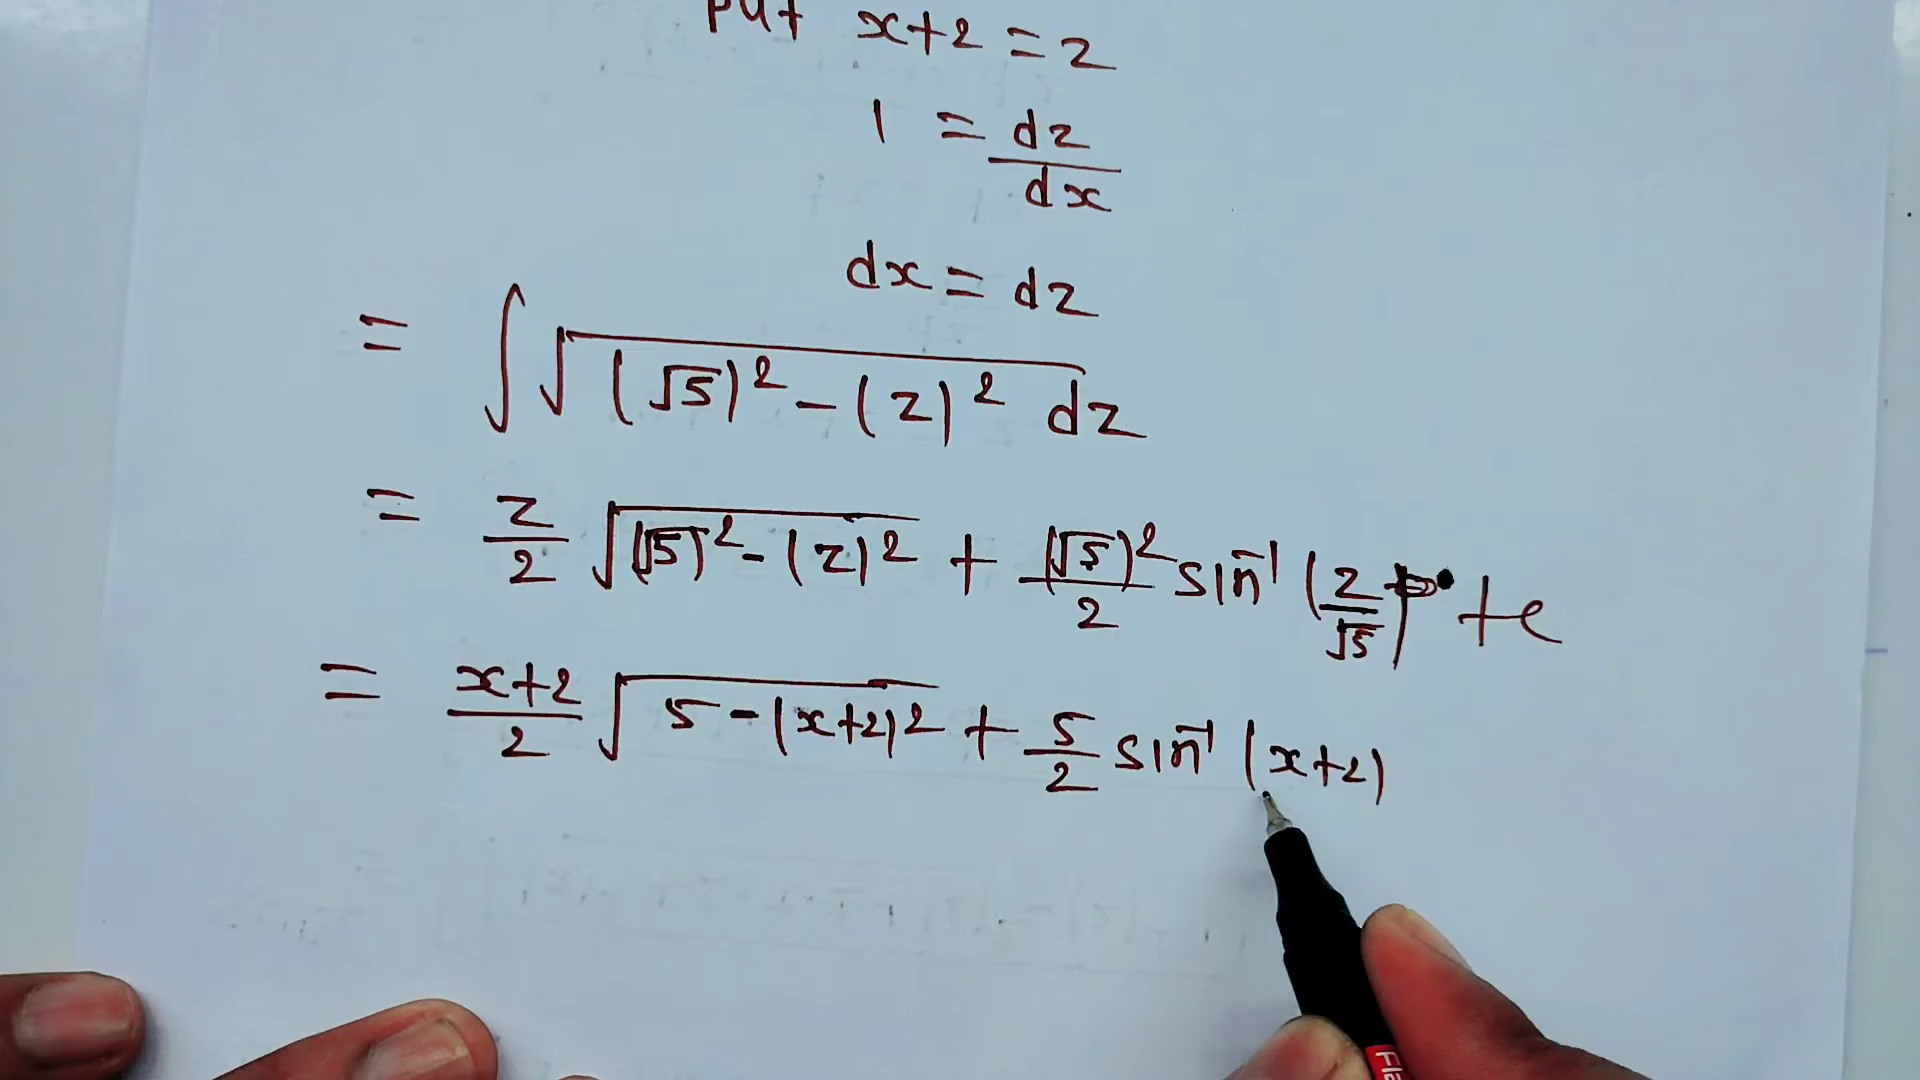 put x+2 = z
1 = dz/dx
dx = dz
= ∫√(√5)² - (z)² dz
= z/2 √(√5)² - (z)² + (√5)²/2 sin⁻¹ (z/√5) + c
= x+2/2 √5 - (x+2)² + 5/2 sin⁻¹ (x+2)